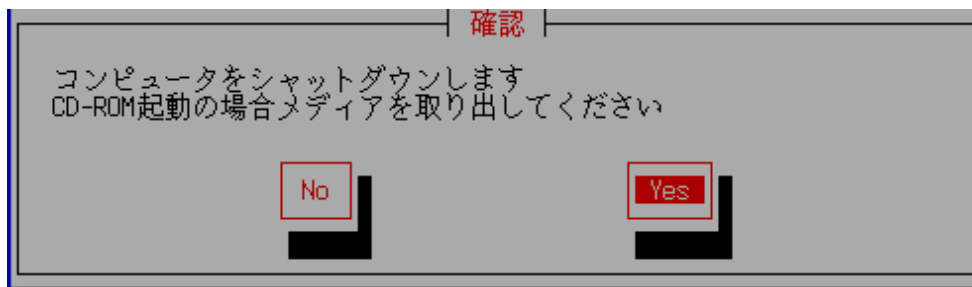 確認
コンピュータをシャットダウンします
CD-ROM起動の場合メディアを取り出してください
No
Yes